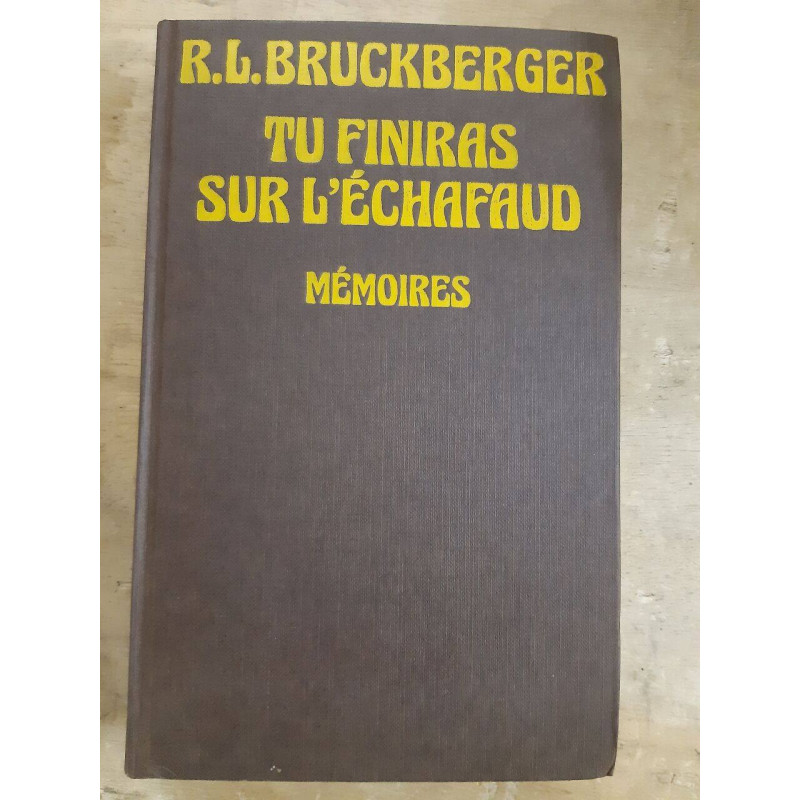 R.L.BRUCKBERGER
TU FINIRAS
SUR L'ÉCHAFAUD
MÉMOIRES